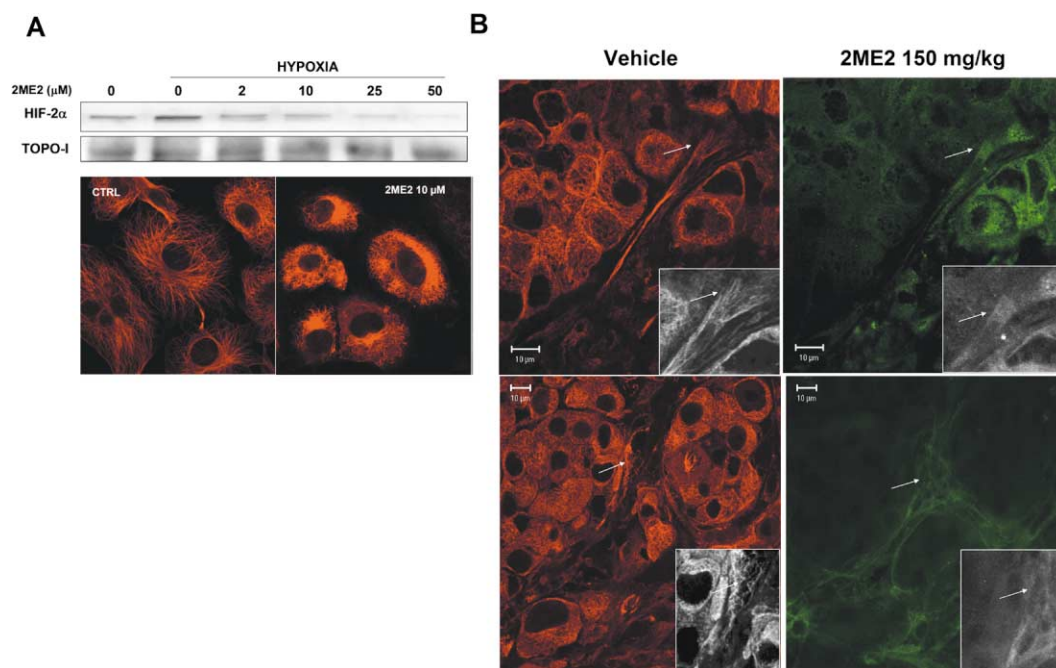 A
HYPOXIA
2ME2 (μM) 0 0 2 10 25 50
HIF-2α
TOPO-I
CTRL
2ME2 10 μM
B
Vehicle
2ME2 150 mg/kg
10 μm
10 μm
10 μm
10 μm